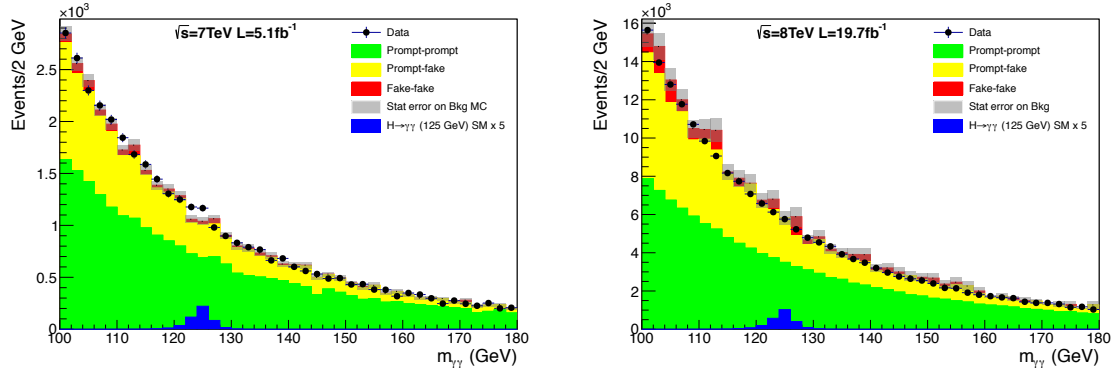 ×10³
√s=7TeV L=5.1fb⁻¹
Events/2 GeV
2.5
2
1.5
1
0.5
0
Data
Prompt-prompt
Prompt-fake
Fake-fake
Stat error on Bkg MC
H→γγ (125 GeV) SM x 5
100 110 120 130 140 150 160 170 180
mγγ (GeV)
×10³
√s=8TeV L=19.7fb⁻¹
Events/2 GeV
16
14
12
10
8
6
4
2
0
Data
Prompt-prompt
Prompt-fake
Fake-fake
Stat error on Bkg
H→γγ (125 GeV) SM x 5
100 110 120 130 140 150 160 170 180
mγγ (GeV)